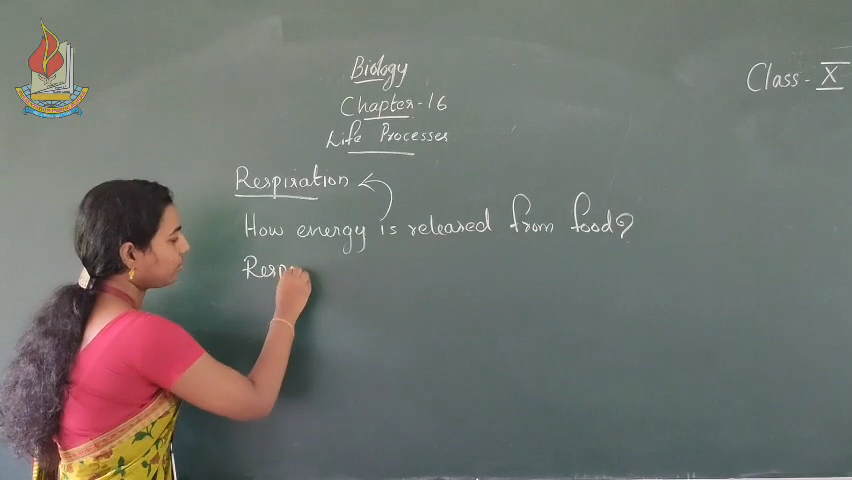 Biology
Class - X
Chapter - 16
Life Processes
Respiration
How energy is released from food?
Resp